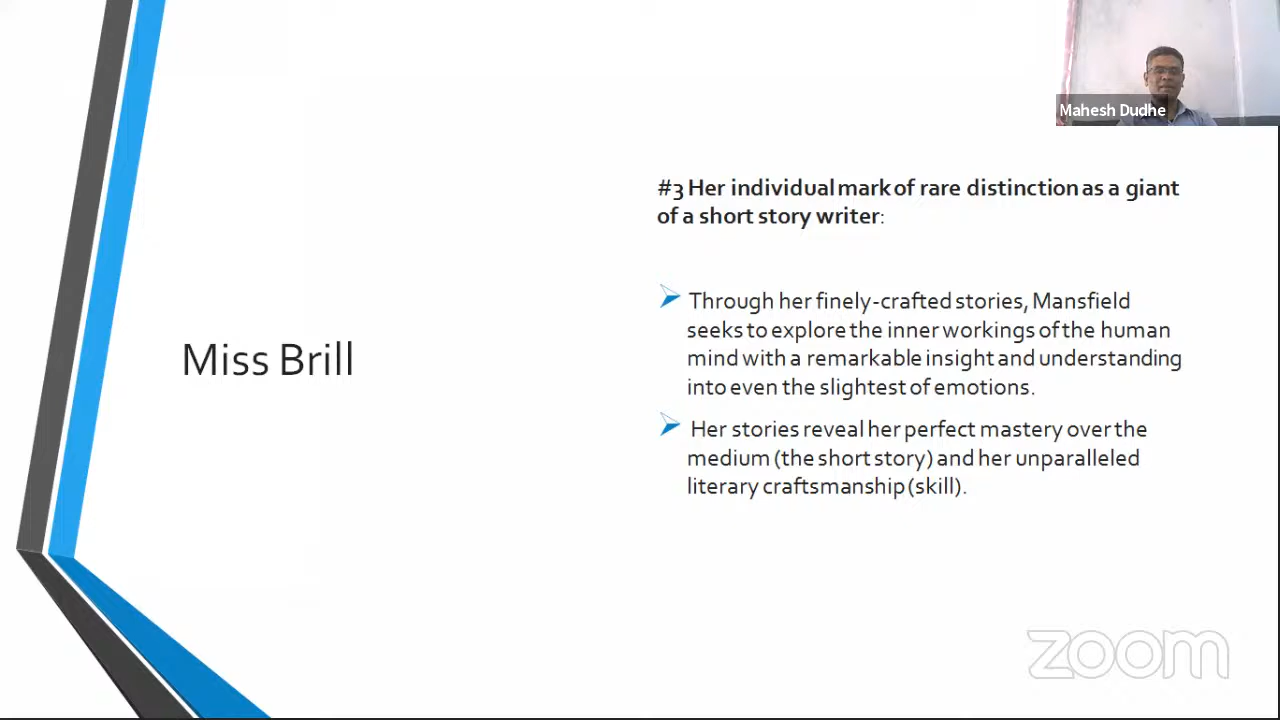 Mahesh Dudhe
#3 Her individual mark of rare distinction as a giant
of a short story writer:
Through her finely-crafted stories, Mansfield
seeks to explore the inner workings of the human
mind with a remarkable insight and understanding
into even the slightest of emotions.
Miss Brill
Her stories reveal her perfect mastery over the
medium (the short story) and her unparalleled
literary craftsmanship (skill).
zoom